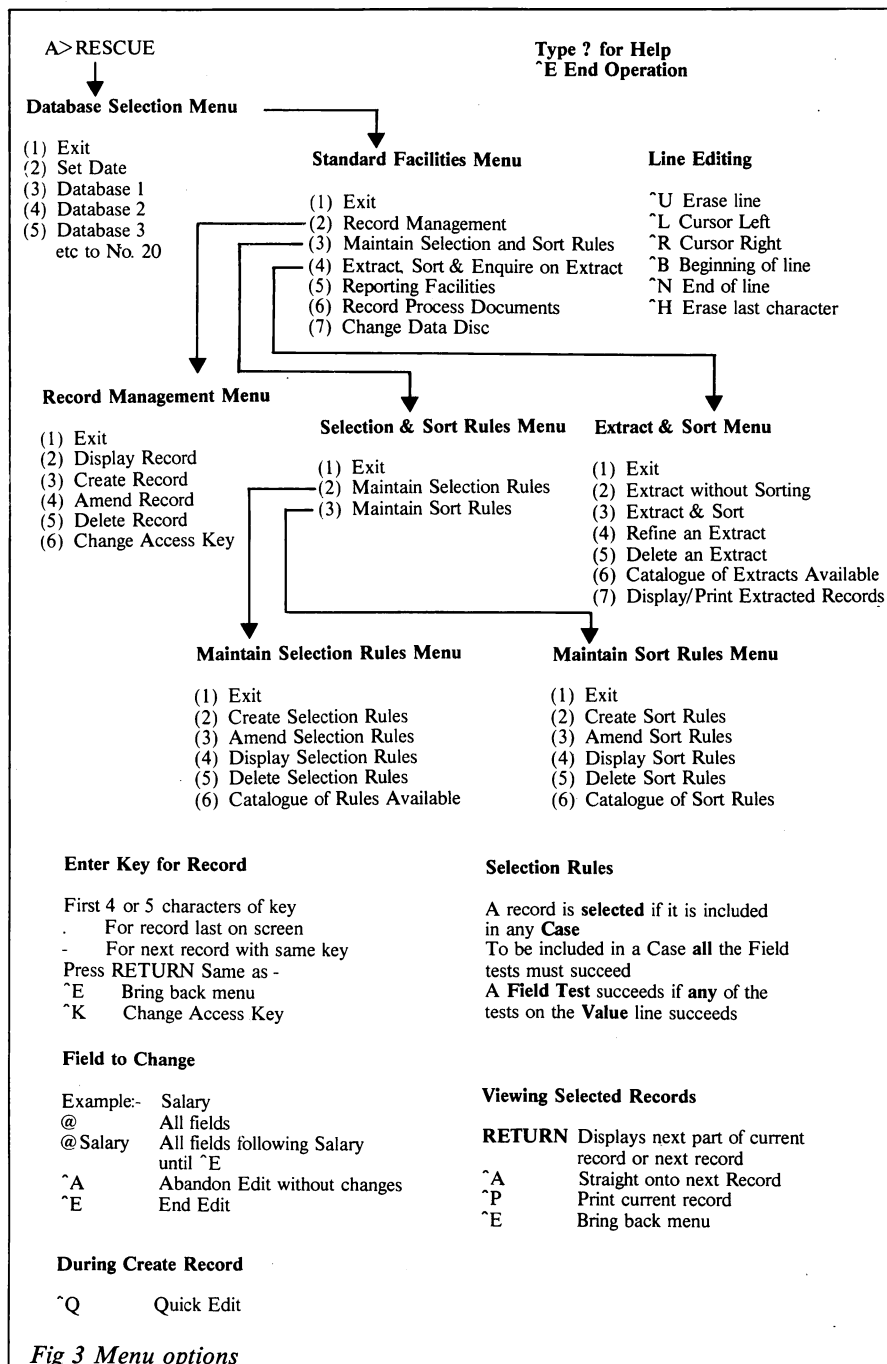 A>RESCUE
Type ? for Help
^E End Operation
Database Selection Menu
(1) Exit
(2) Set Date
(3) Database 1
(4) Database 2
(5) Database 3
etc to No. 20
Standard Facilities Menu
(1) Exit
(2) Record Management
(3) Maintain Selection and Sort Rules
(4) Extract, Sort & Enquire on Extract
(5) Reporting Facilities
(6) Record Process Documents
(7) Change Data Disc
Line Editing
^U Erase line
^L Cursor Left
^R Cursor Right
^B Beginning of line
^N End of line
^H Erase last character
Record Management Menu
(1) Exit
(2) Display Record
(3) Create Record
(4) Amend Record
(5) Delete Record
(6) Change Access Key
Selection & Sort Rules Menu
(1) Exit
(2) Maintain Selection Rules
(3) Maintain Sort Rules
Extract & Sort Menu
(1) Exit
(2) Extract without Sorting
(3) Extract & Sort
(4) Refine an Extract
(5) Delete an Extract
(6) Catalogue of Extracts Available
(7) Display/Print Extracted Records
Maintain Selection Rules Menu
(1) Exit
(2) Create Selection Rules
(3) Amend Selection Rules
(4) Display Selection Rules
(5) Delete Selection Rules
(6) Catalogue of Rules Available
Maintain Sort Rules Menu
(1) Exit
(2) Create Sort Rules
(3) Amend Sort Rules
(4) Display Sort Rules
(5) Delete Sort Rules
(6) Catalogue of Sort Rules
Enter Key for Record
First 4 or 5 characters of key
. For record last on screen
- For next record with same key
Press RETURN Same as -
^E Bring back menu
^K Change Access Key
Field to Change
Example:- Salary
@ All fields
@Salary All fields following Salary
until ^E
^A Abandon Edit without changes
^E End Edit
During Create Record
^Q Quick Edit
Selection Rules
A record is selected if it is included
in any Case
To be included in a Case all the Field
tests must succeed
A Field Test succeeds if any of the
tests on the Value line succeeds
Viewing Selected Records
RETURN Displays next part of current
record or next record
^A Straight onto next Record
^P Print current record
^E Bring back menu
Fig 3 Menu options